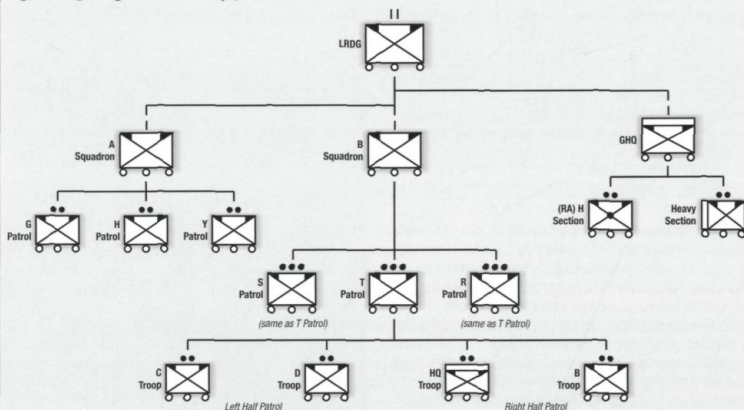 LRDG
A
Squadron
B
Squadron
GHQ
G
Patrol
H
Patrol
Y
Patrol
(RA) H
Section
Heavy
Section
S
Patrol
T
Patrol
R
Patrol
(same as T Patrol)
(same as T Patrol)
C
Troop
D
Troop
HQ
Troop
B
Troop
Left Half Patrol
Right Half Patrol